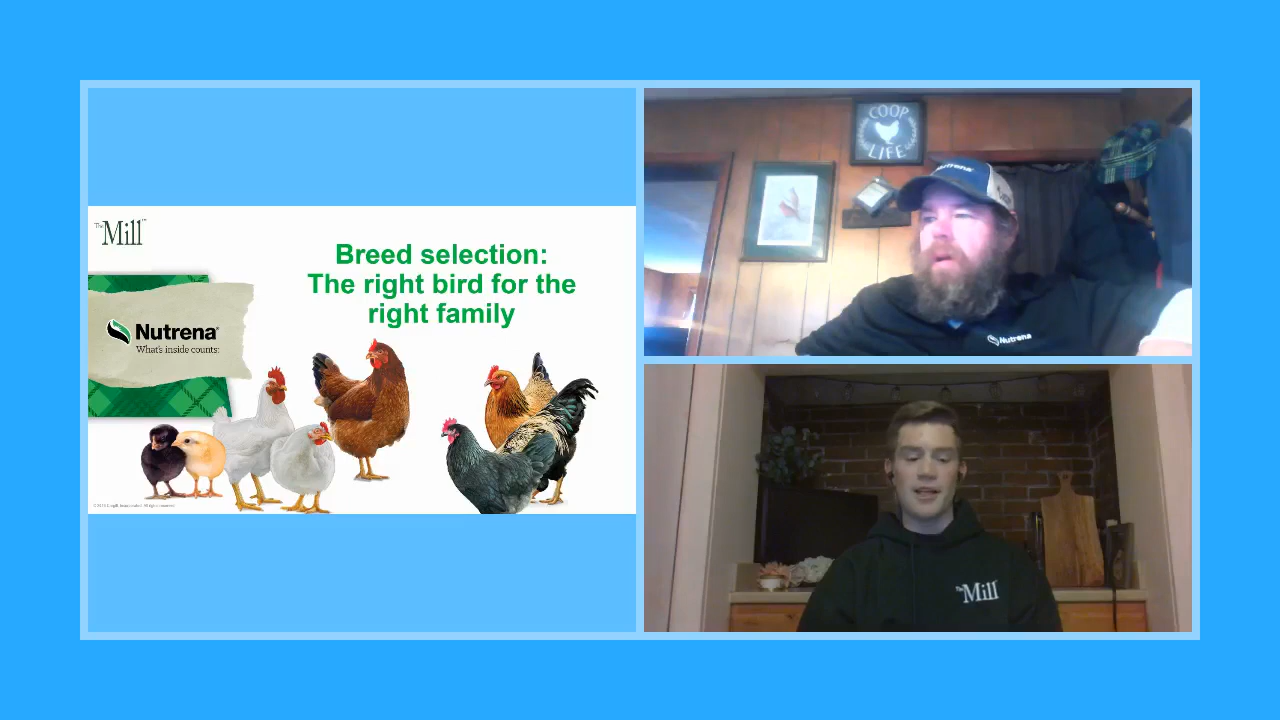 The Mill
Breed selection:
The right bird for the
right family
Nutrena
What's inside counts.
COOP
LIFE
Nutrena
Nutrena
The Mill